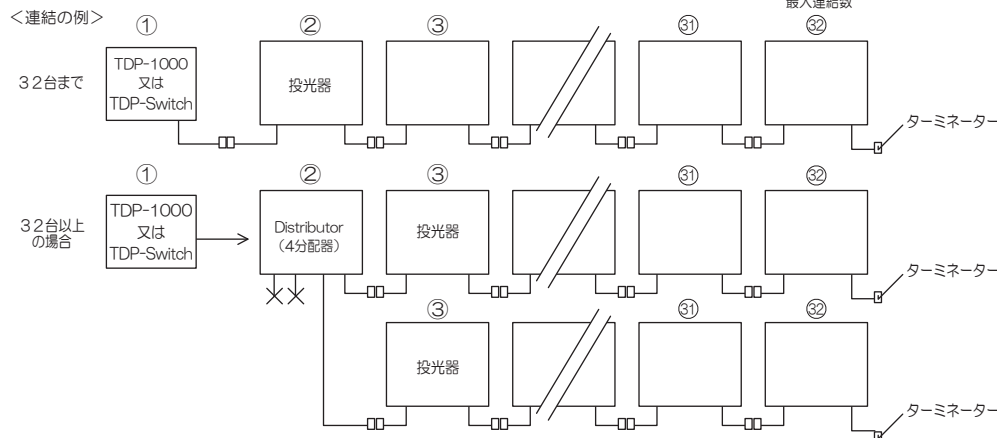 最大連結数
＜連結の例＞
① ② ③ ㉛ ㉜
32台まで
TDP-1000
又は
TDP-Switch
投光器
ターミネーター
① ② ③ ㉛ ㉜
32台以上
の場合
TDP-1000
又は
TDP-Switch
Distributor
（4分配器）
投光器
ターミネーター
③ ㉛ ㉜
投光器
ターミネーター